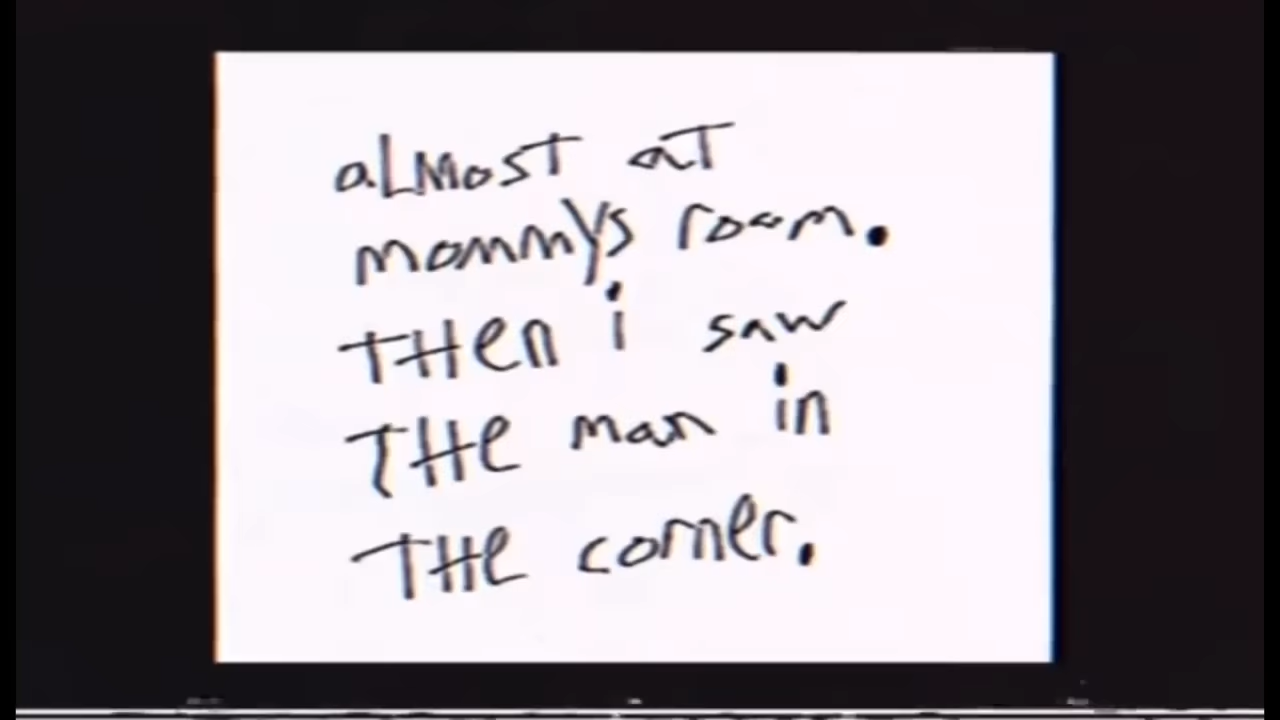 aLMosT aT
mommys room.
THen i saw
THe man in
THe corner.